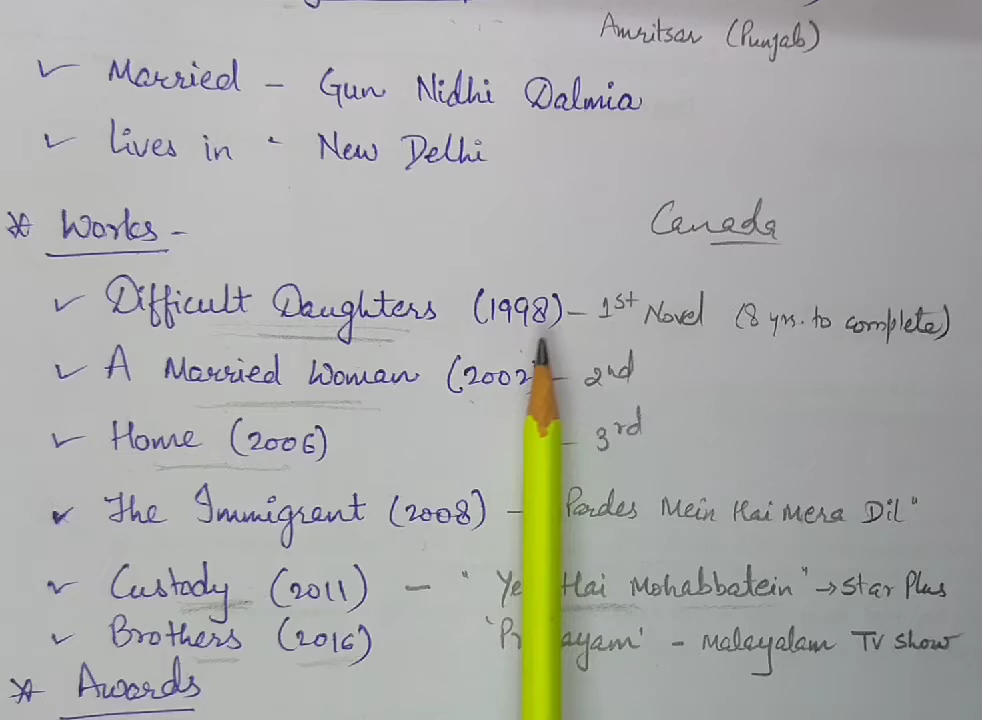 Amritsar (Punjab)
✓ Married - Gun Nidhi Dalmia
✓ lives in - New Delhi
* Works -
Canada
✓ Difficult Daughters (1998) - 1st Novel (8 yrs. to complete)
✓ A Married Woman (2002) - 2nd
✓ Home (2006) - 3rd
✓ The Immigrant (2008) - Pardes Mein Hai Mera Dil"
✓ Custody (2011) - "Ye Hai Mohabbatein" → Star Plus
✓ Brothers (2016) ayam' - Malayalam TV show
* Awards